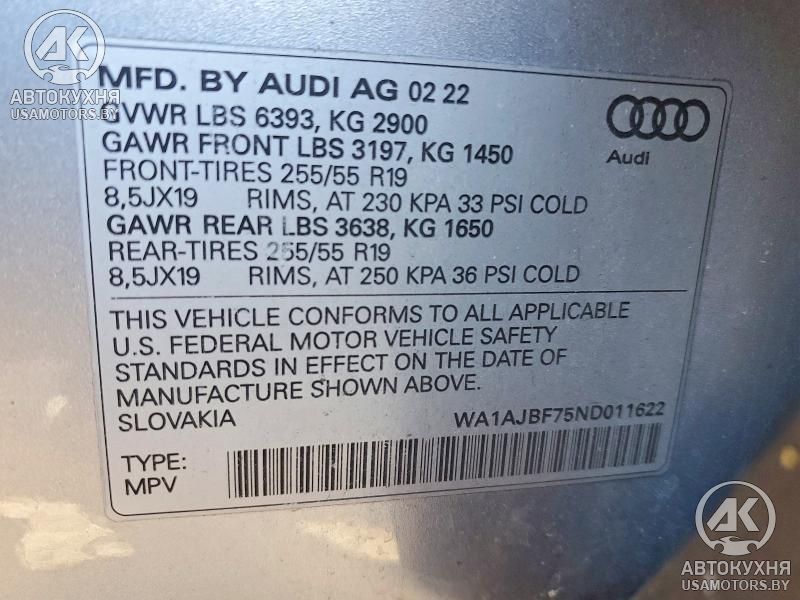 AK
АВТОКУХНЯ
USAMOTORS.BY
MFD. BY AUDI AG 02 22
GVWR LBS 6393, KG 2900
GAWR FRONT LBS 3197, KG 1450
FRONT-TIRES 255/55 R19
8,5JX19 RIMS, AT 230 KPA 33 PSI COLD
GAWR REAR LBS 3638, KG 1650
REAR-TIRES 255/55 R19
8,5JX19 RIMS, AT 250 KPA 36 PSI COLD
Audi
THIS VEHICLE CONFORMS TO ALL APPLICABLE
U.S. FEDERAL MOTOR VEHICLE SAFETY
STANDARDS IN EFFECT ON THE DATE OF
MANUFACTURE SHOWN ABOVE.
SLOVAKIA WA1AJBF75ND011622
TYPE:
MPV
AK
АВТОКУХНЯ
USAMOTORS.BY